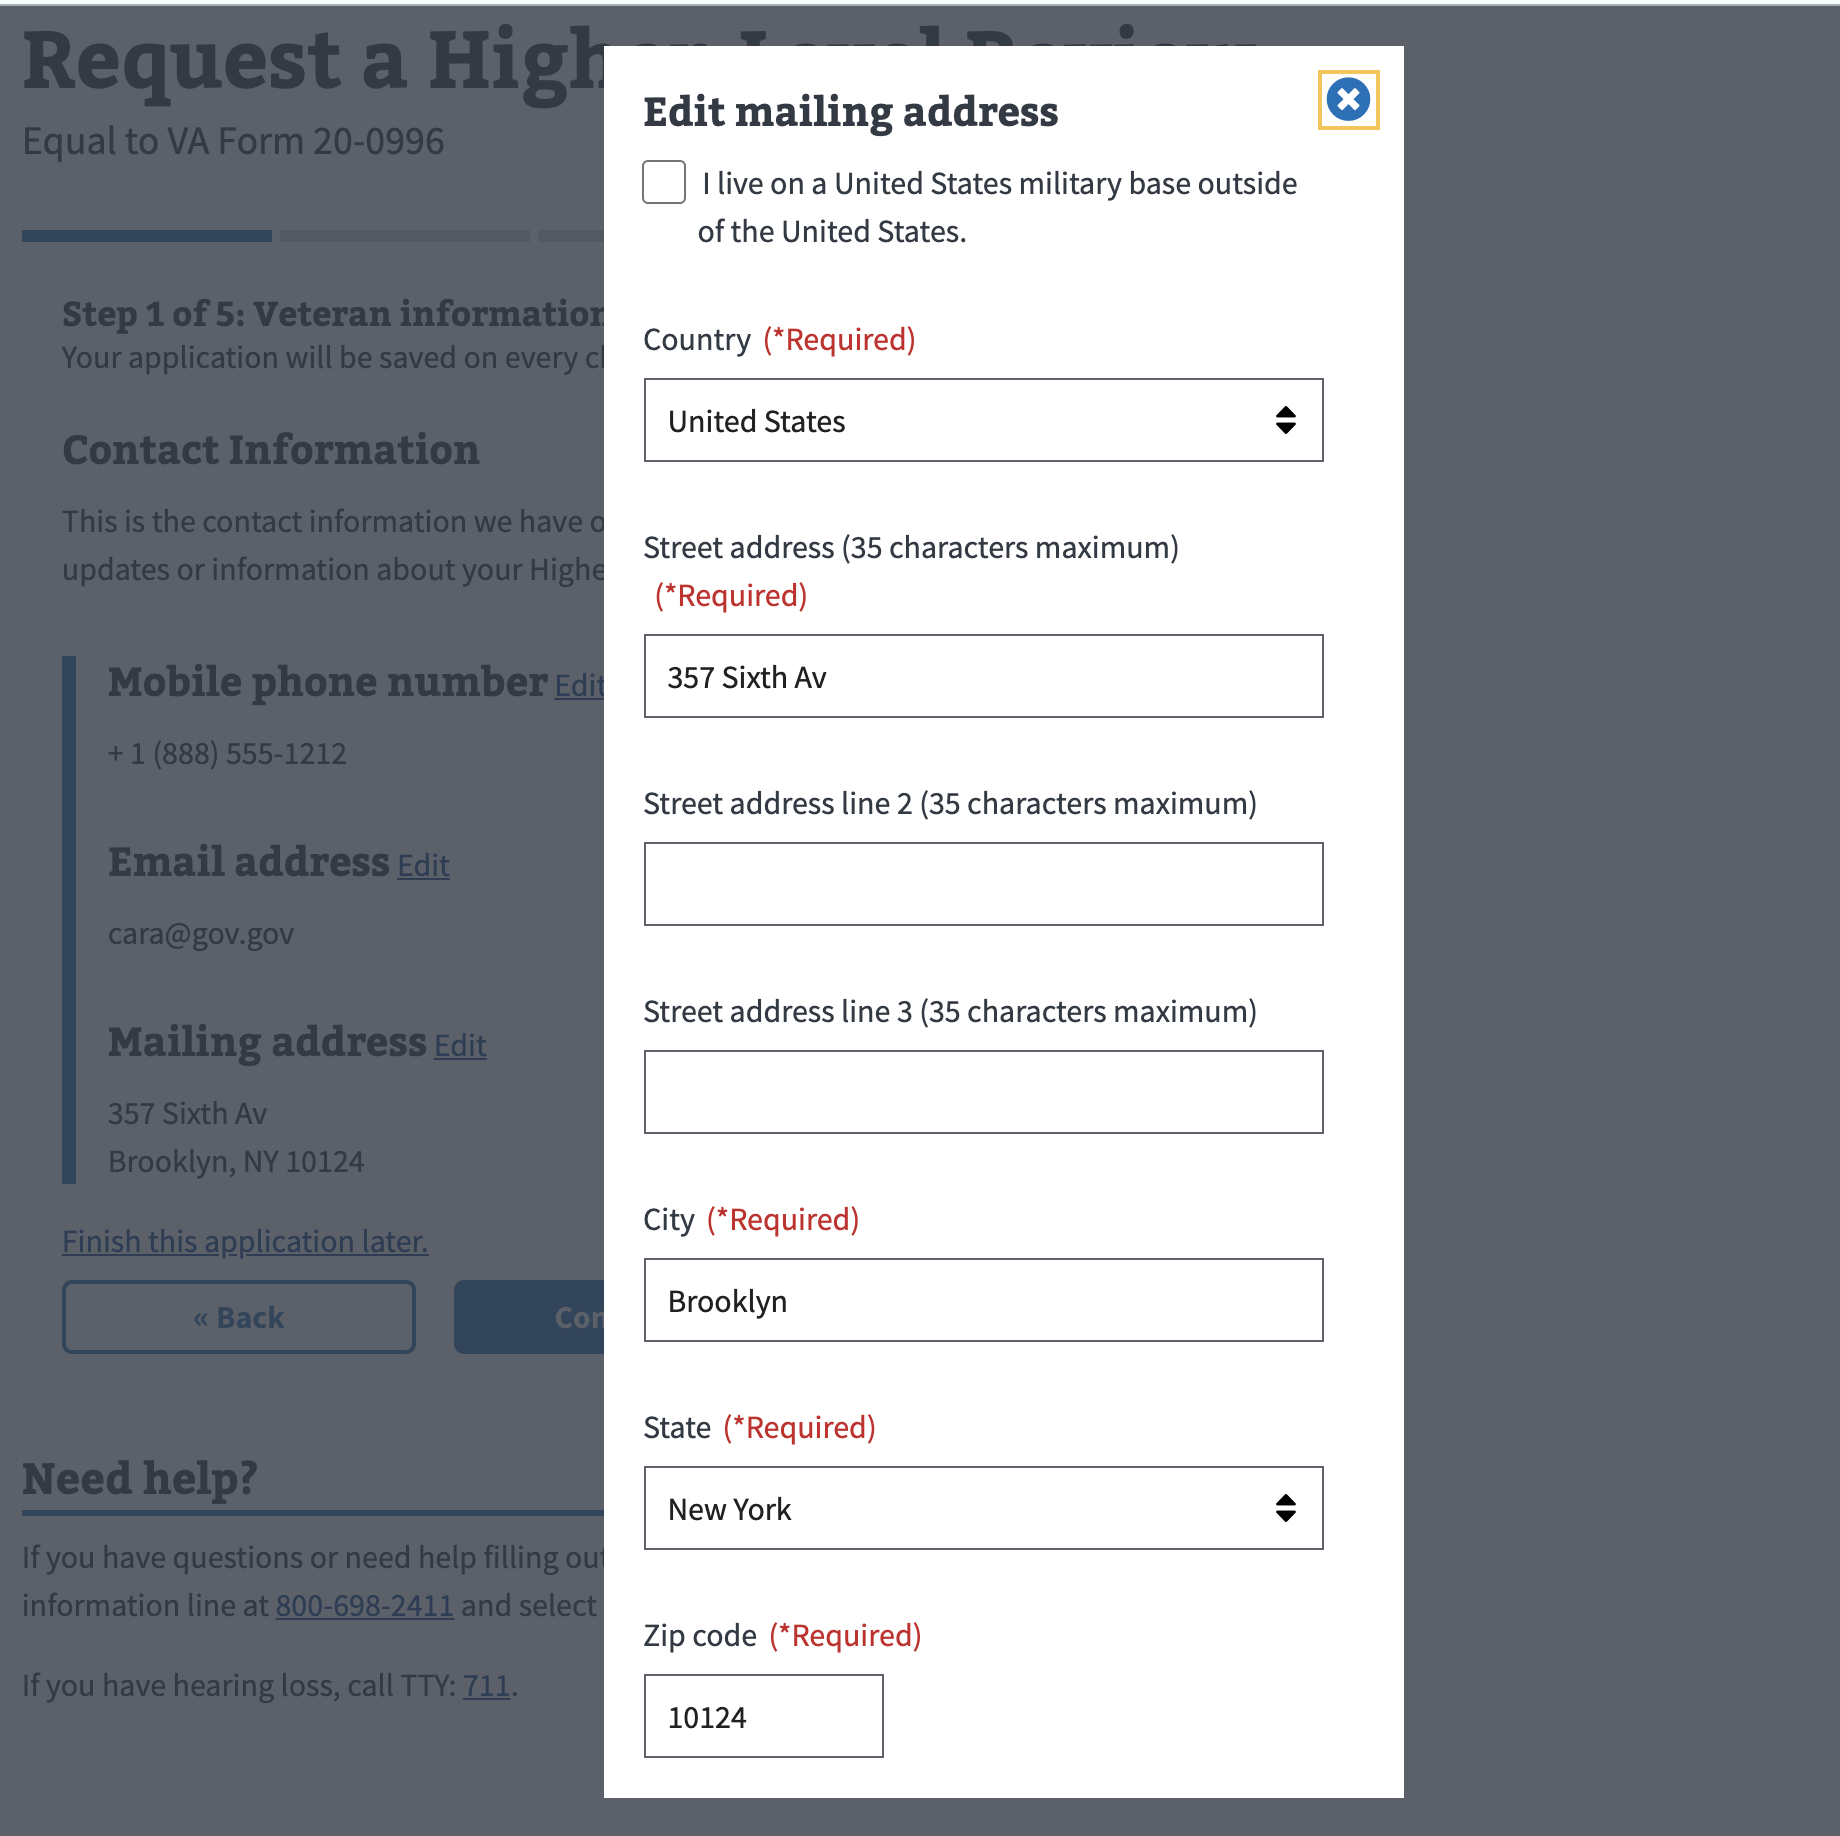 Request a High
Equal to VA Form 20-0996
Step 1 of 5: Veteran information
Your application will be saved on every
Contact Information
This is the contact information we have
updates or information about your
Mobile phone number Edit
+ 1 (888) 555-1212
Email address Edit
cara@gov.gov
Mailing address Edit
357 Sixth Av
Brooklyn, NY 10124
Finish this application later.
« Back
Need help?
If you have questions or need help filling out
information line at 800-698-2411 and select
If you have hearing loss, call TTY: 711.
Edit mailing address
I live on a United States military base outside
of the United States.
Country (*Required)
United States
Street address (35 characters maximum)
(*Required)
357 Sixth Av
Street address line 2 (35 characters maximum)
Street address line 3 (35 characters maximum)
City (*Required)
Brooklyn
State (*Required)
New York
Zip code (*Required)
10124